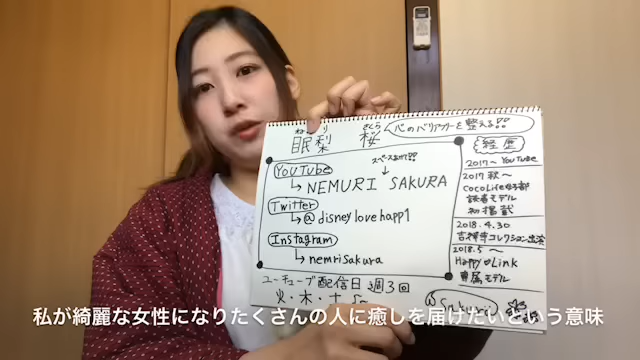 ねむり さくら
眠梨 桜
心のバリアフリーを整える!!
スペースあけて!!
YouTube
NEMURI SAKURA
Twitter
@disneylovehapp1
Instagram
nemrisakura
ユーチューブ配信日 週3回
火・木・土
経歴
2017〜 YouTube
2017 秋〜
CocoLife女子部
読者モデル
初掲載
2018.4.30
吉祥寺コレクション出演
2018.5 〜
Happy Link
専属モデル
Sakurii
私が綺麗な女性になりたくさんの人に癒しを届けたいという意味